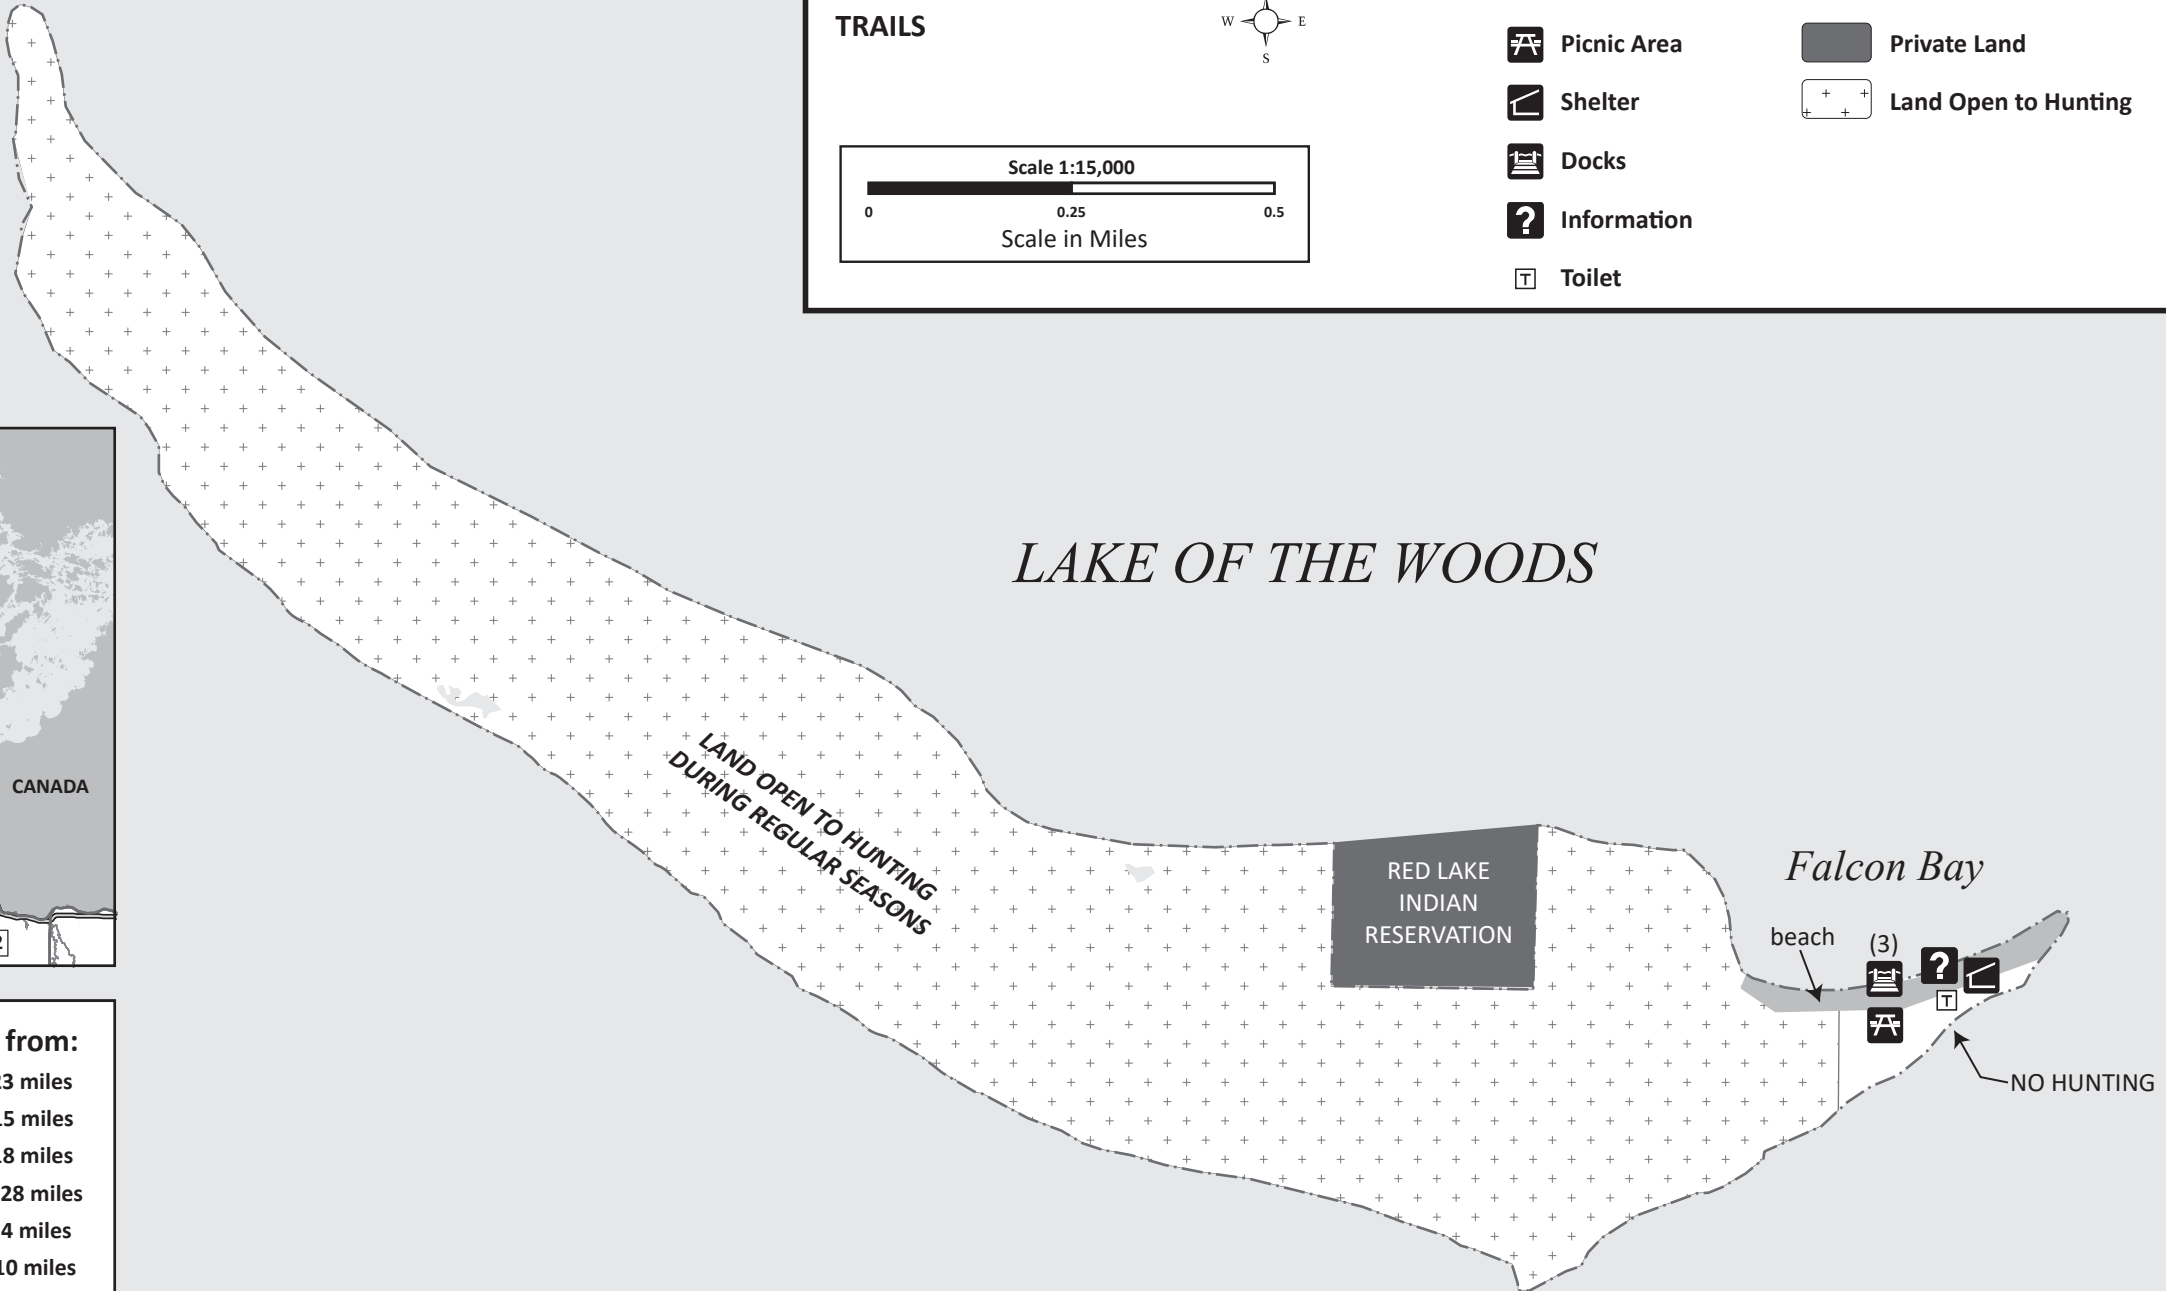 TRAILS
W
E
S
Picnic Area
Private Land
Shelter
Land Open to Hunting
Docks
Scale 1:15,000
0
0.25
0.5
Scale in Miles
?
Information
T
Toilet
LAKE OF THE WOODS
LAND OPEN TO HUNTING
DURING REGULAR SEASONS
CANADA
RED LAKE
INDIAN
RESERVATION
Falcon Bay
beach
(3)
?
T
NO HUNTING
from:
miles
miles
miles
28 miles
4 miles
10 miles